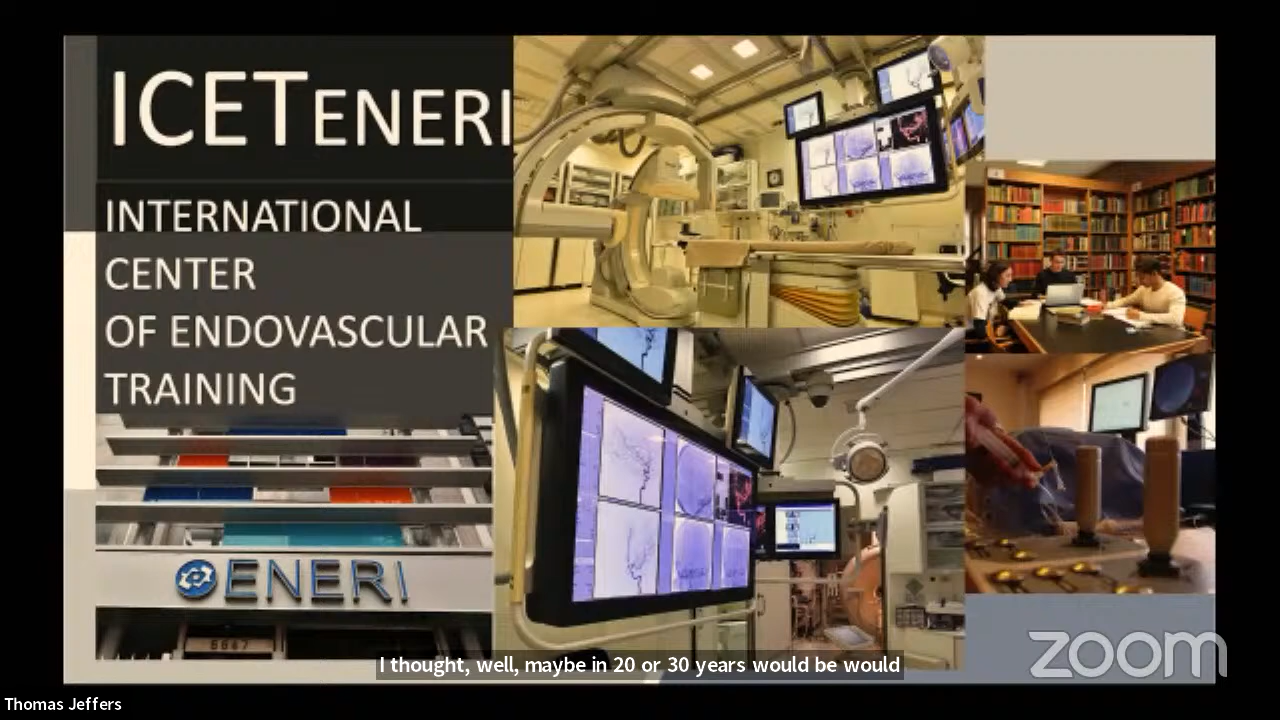 ICETENERI
INTERNATIONAL
CENTER
OF ENDOVASCULAR
TRAINING
ENERI
5667
I thought, well, maybe in 20 or 30 years would be would
zoom
Thomas Jeffers